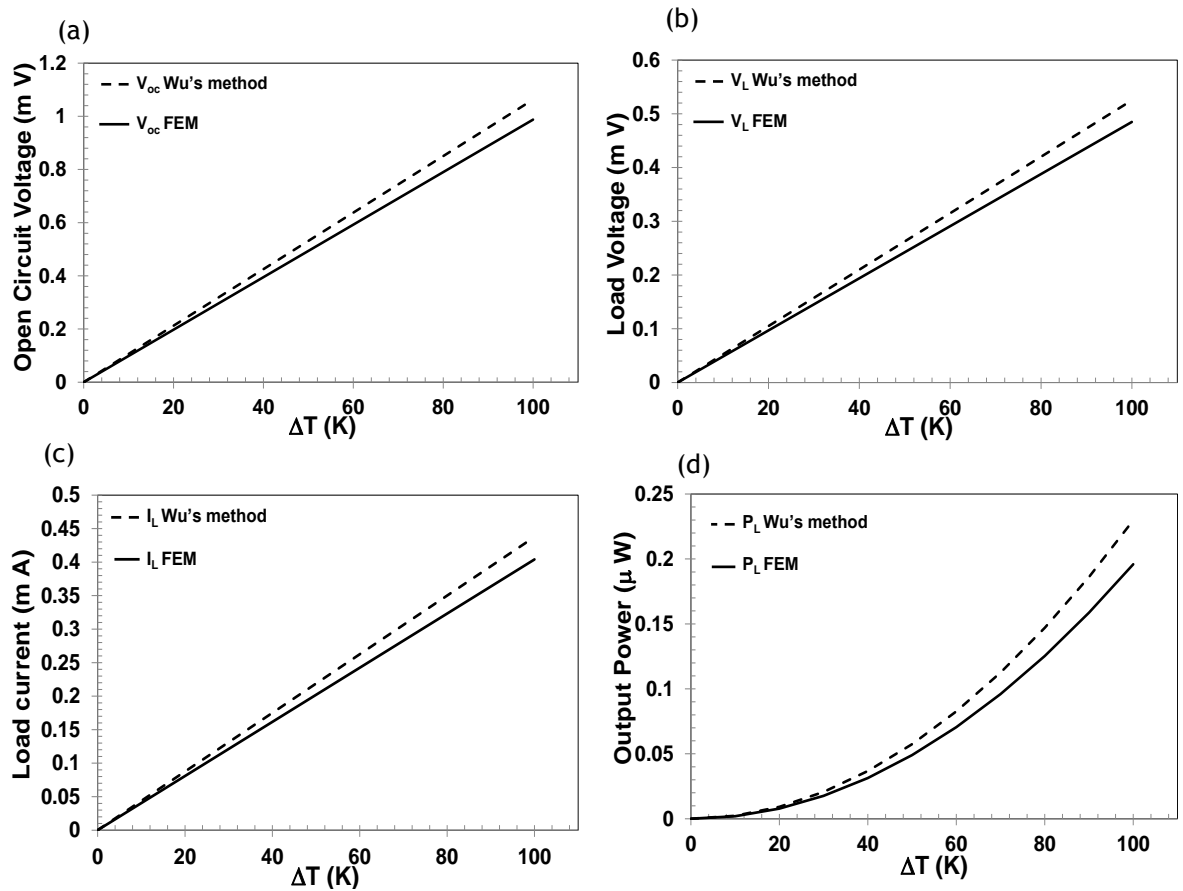 (a)
Open Circuit Voltage (m V)
1.2
1
0.8
0.6
0.4
0.2
0
V_oc Wu's method
V_oc FEM
0 20 40 60 80 100
ΔT (K)
(b)
Load Voltage (m V)
0.6
0.5
0.4
0.3
0.2
0.1
0
V_L Wu's method
V_L FEM
0 20 40 60 80 100
ΔT (K)
(c)
Load current (m A)
0.5
0.45
0.4
0.35
0.3
0.25
0.2
0.15
0.1
0.05
0
I_L Wu's method
I_L FEM
0 20 40 60 80 100
ΔT (K)
(d)
Output Power (μ W)
0.25
0.2
0.15
0.1
0.05
0
P_L Wu's method
P_L FEM
0 20 40 60 80 100
ΔT (K)